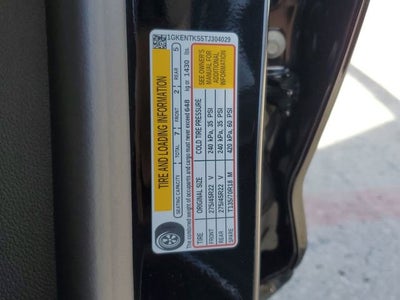 1GKENTKS5TJ304029
TIRE AND LOADING INFORMATION
SEATING CAPACITY TOTAL 7 FRONT 2 REAR 5
The combined weight of occupants and cargo must never exceed 648 kg or 1430 lbs.
TIRE ORIGINAL SIZE COLD TIRE PRESSURE
FRONT 275/45R22 V 240 kPa, 35 PSI
REAR 275/45R22 V 240 kPa, 35 PSI
SPARE T135/70R18 M 420 kPa, 60 PSI
SEE OWNER'S
MANUAL FOR
ADDITIONAL
INFORMATION